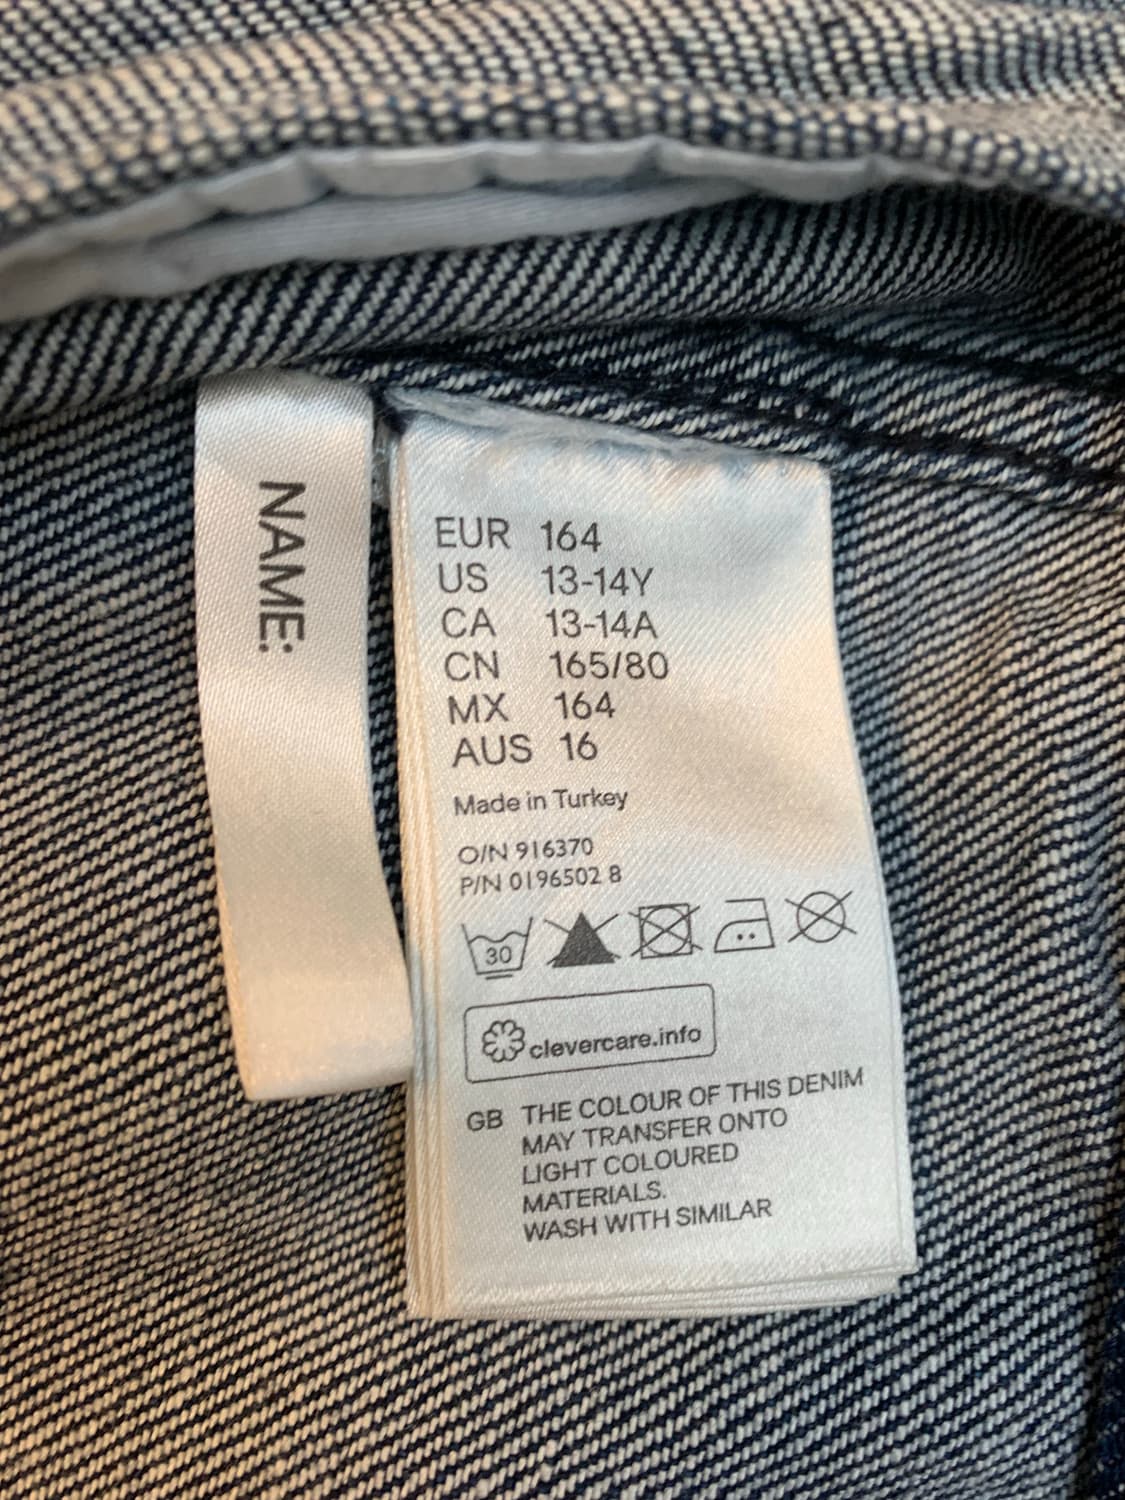 NAME:
EUR 164
US 13-14Y
CA 13-14A
CN 165/80
MX 164
AUS 16
Made in Turkey
O/N 916370
P/N 0196502 8
30
clevercare.info
GB THE COLOUR OF THIS DENIM
MAY TRANSFER ONTO
LIGHT COLOURED
MATERIALS.
WASH WITH SIMILAR